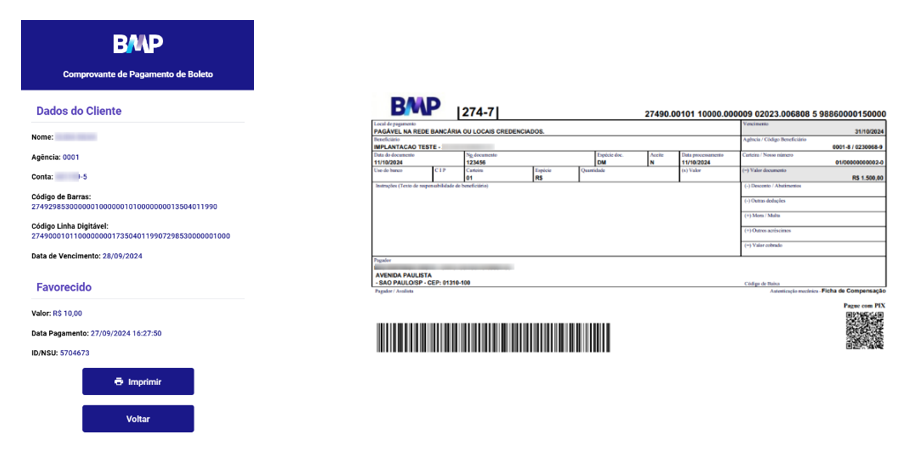 BMP
Comprovante de Pagamento de Boleto
Dados do Cliente
Nome:
Agência: 0001
Conta: -5
Código de Barras:
27492985300000010000001010000000013504011990
Código Linha Digitável:
27490001011000000001735040119907298530000001000
Data de Vencimento: 28/09/2024
Favorecido
Valor: R$ 10,00
Data Pagamento: 27/09/2024 16:27:50
ID/NSU: 5704673
Imprimir
Voltar
BMP |274-7| 27490.00101 10000.000009 02023.006808 5 98860000150000
Local de pagamento Vencimento
PAGÁVEL NA REDE BANCÁRIA OU LOCAIS CREDENCIADOS. 31/10/2024
Beneficiário Agência / Código Beneficiário
IMPLANTACAO TESTE - 0001-8 / 0230068-9
Data do documento Ng documento Espécie doc. Aceite Data processamento Carteira / Nosso número
11/10/2024 123456 DM N 11/10/2024 01/00000000002-0
Uso do banco C I P Carteira Espécie Quantidade (x) Valor (=) Valor documento
01 R$ R$ 1.500,00
Instruções (Texto de responsabilidade do beneficiário) (-) Desconto / Abatimentos
(-) Outras deduções
(+) Mora / Multa
(+) Outros acréscimos
(=) Valor cobrado
Pagador
AVENIDA PAULISTA
- SAO PAULO/SP - CEP: 01310-100 Código de Baixa
Pagador / Avalista Autenticação mecânica - Ficha de Compensação
Pague com PIX